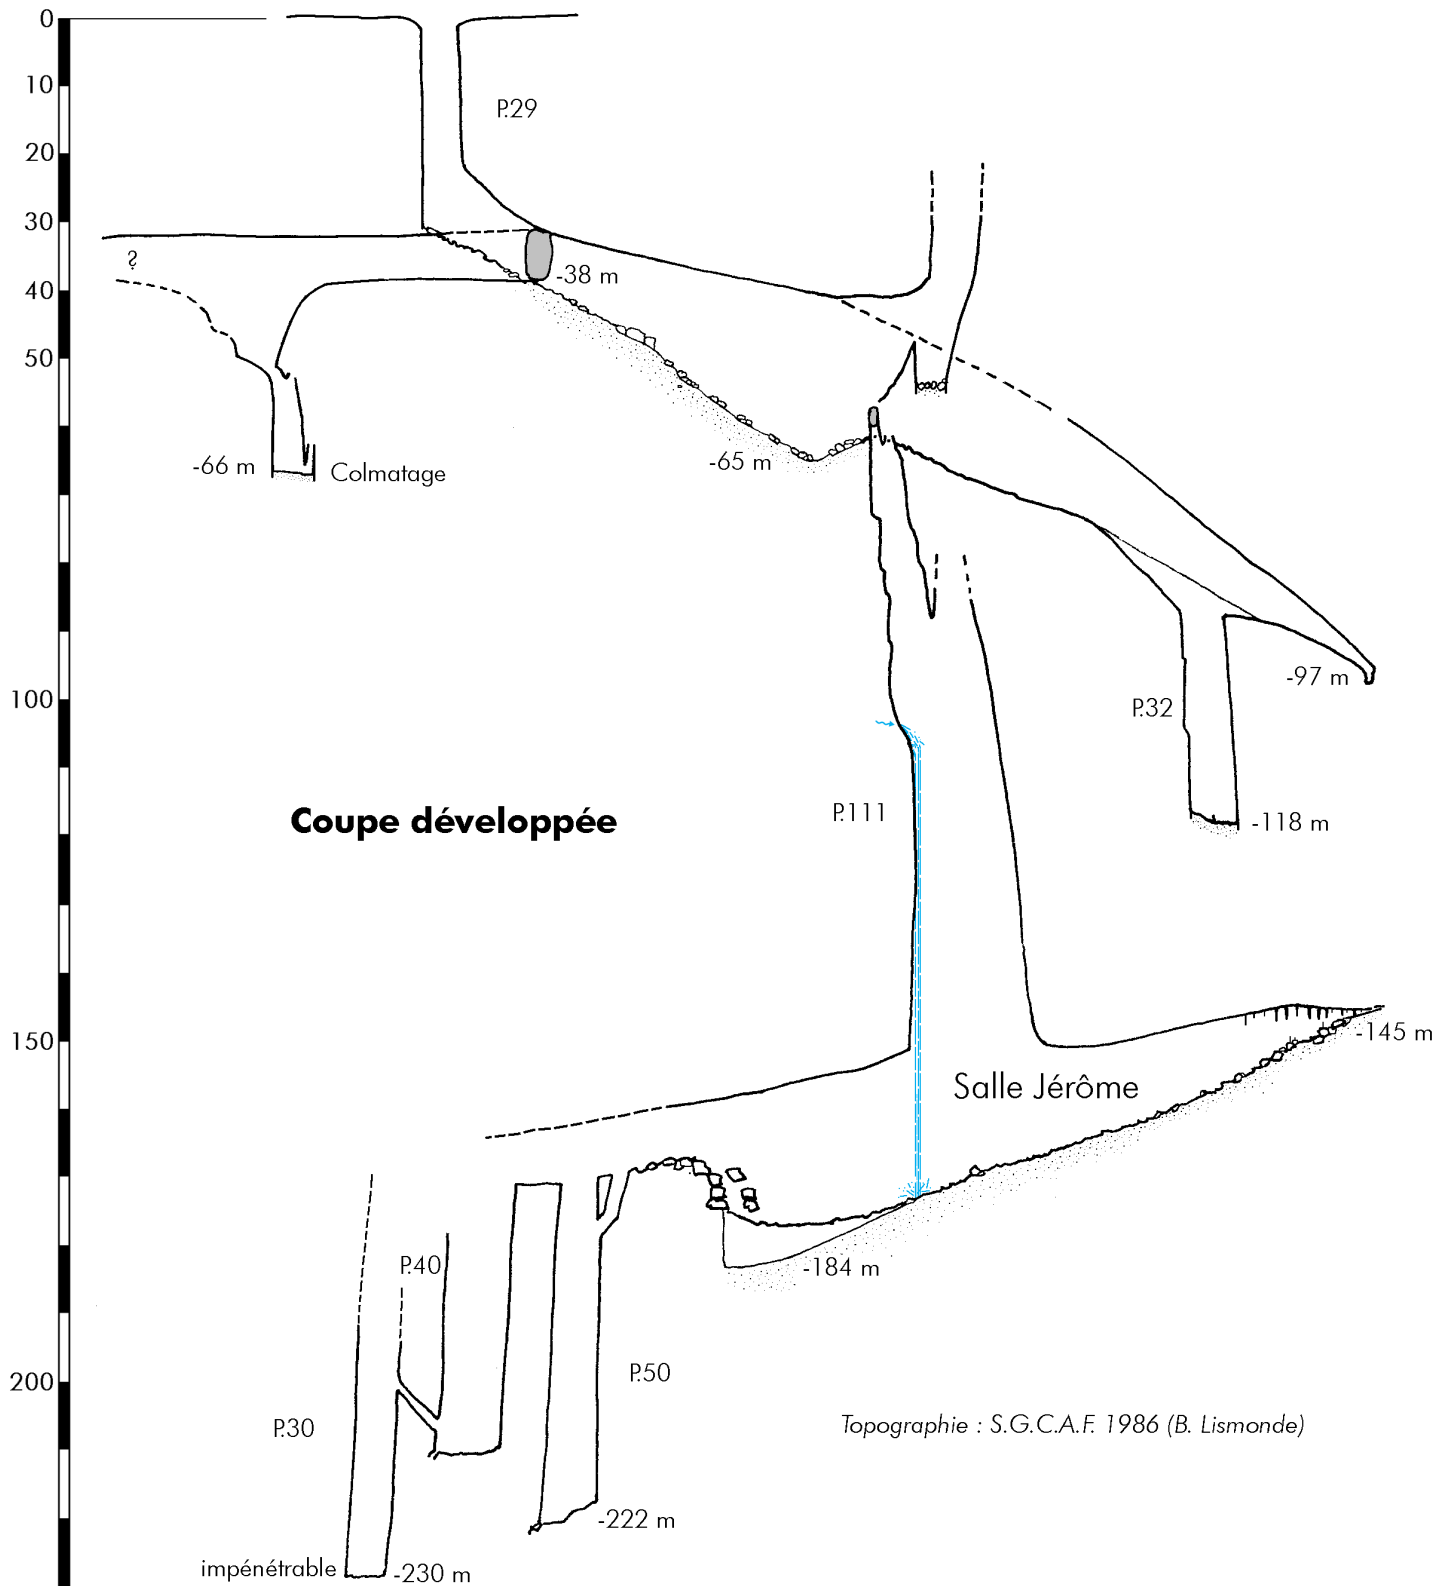 0
10
P.29
20
30
?
-38 m
40
50
-66 m
Colmatage
-65 m
-97 m
100
P.32
P.111
Coupe développée
-118 m
150
-145 m
Salle Jérôme
P.40
-184 m
P.50
200
P.30
Topographie : S.G.C.A.F. 1986 (B. Lismonde)
-222 m
impénétrable
-230 m